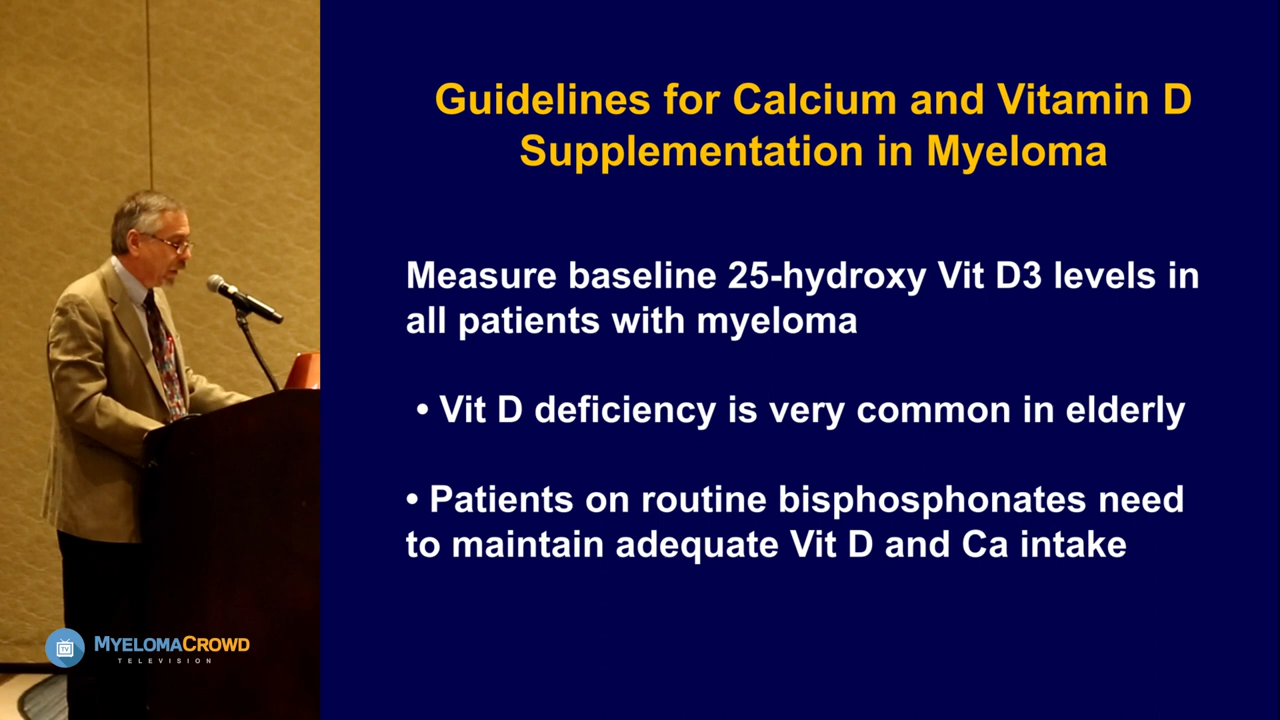 Guidelines for Calcium and Vitamin D
Supplementation in Myeloma
Measure baseline 25-hydroxy Vit D3 levels in
all patients with myeloma
• Vit D deficiency is very common in elderly
• Patients on routine bisphosphonates need
to maintain adequate Vit D and Ca intake
TV
MYELOMACROWD
TELEVISION